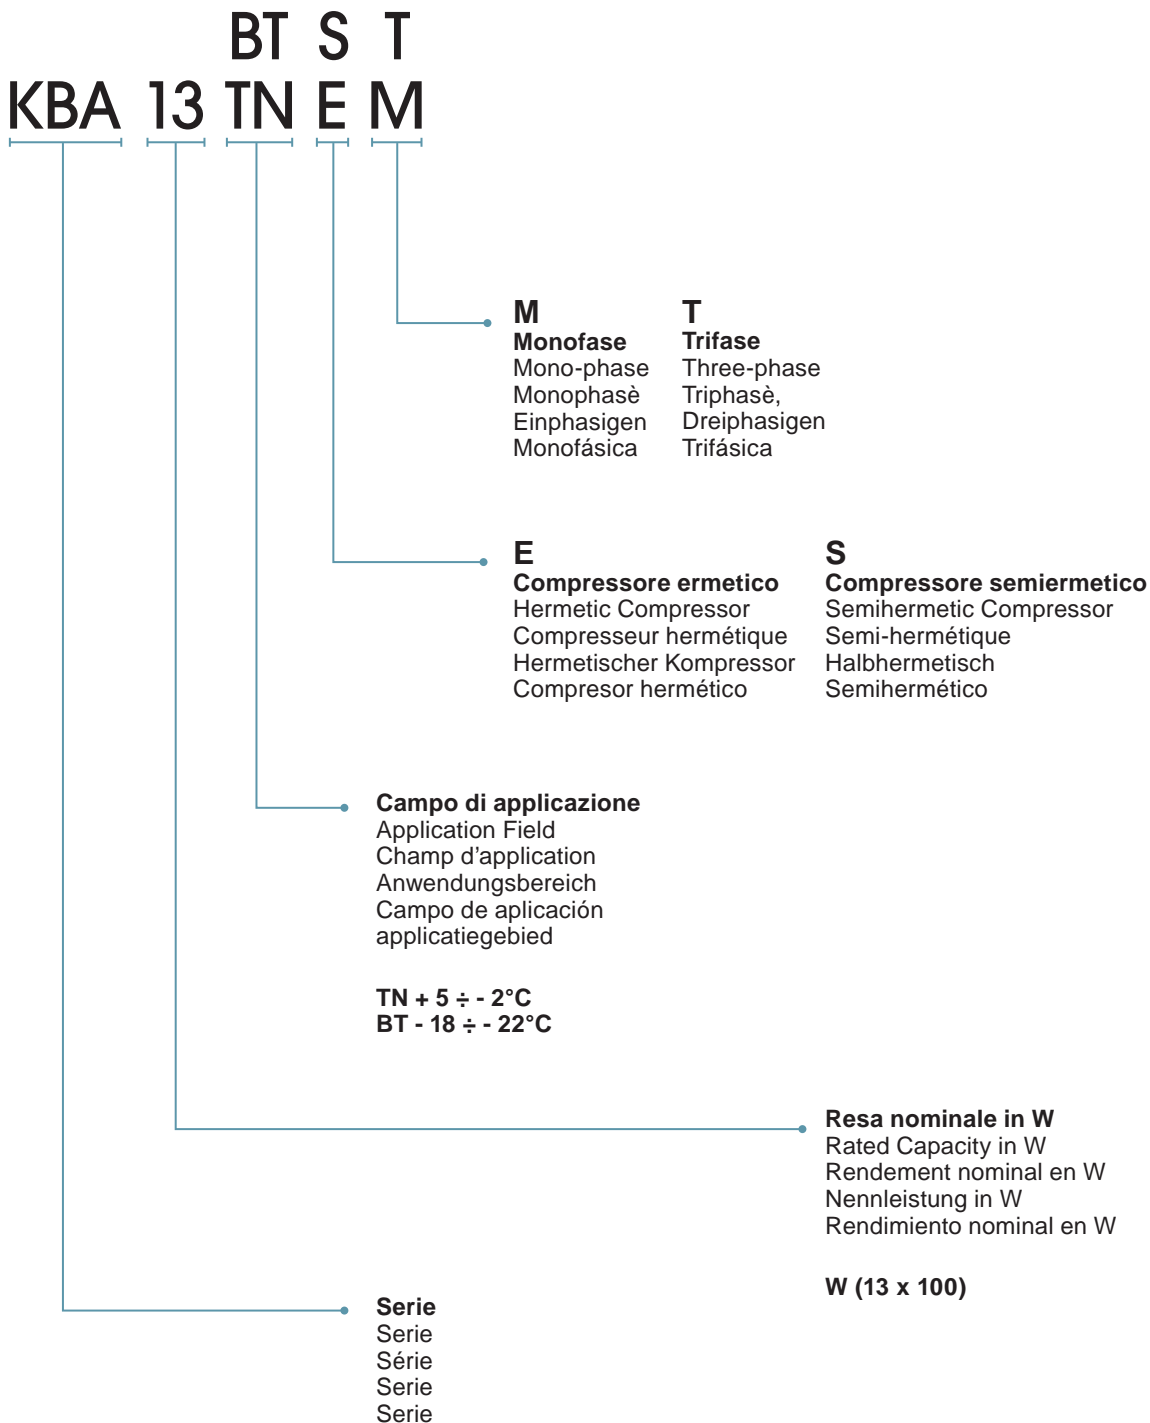 BT S T
KBA 13 TN E M
M
Monofase
Mono-phase
Monophasè
Einphasigen
Monofásica
T
Trifase
Three-phase
Triphasè,
Dreiphasigen
Trifásica
E
Compressore ermetico
Hermetic Compressor
Compresseur hermétique
Hermetischer Kompressor
Compresor hermético
S
Compressore semiermetico
Semihermetic Compressor
Semi-hermétique
Halbhermetisch
Semihermético
Campo di applicazione
Application Field
Champ d'application
Anwendungsbereich
Campo de aplicación
applicatiegebied
TN + 5 ÷ - 2°C
BT - 18 ÷ - 22°C
Resa nominale in W
Rated Capacity in W
Rendement nominal en W
Nennleistung in W
Rendimiento nominal en W
W (13 x 100)
Serie
Serie
Série
Serie
Serie